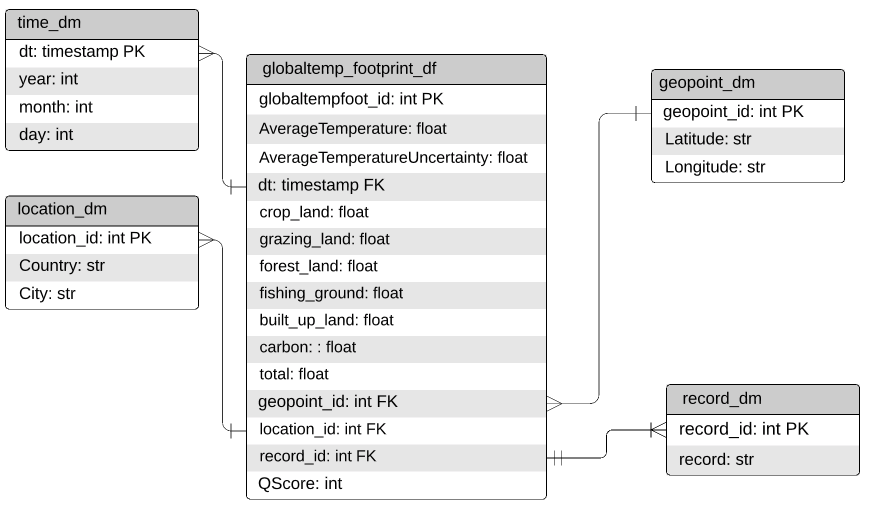 time_dm
dt: timestamp PK
year: int
month: int
day: int
location_dm
location_id: int PK
Country: str
City: str
globaltemp_footprint_df
globaltempfoot_id: int PK
AverageTemperature: float
AverageTemperatureUncertainty: float
dt: timestamp FK
crop_land: float
grazing_land: float
forest_land: float
fishing_ground: float
built_up_land: float
carbon: : float
total: float
geopoint_id: int FK
location_id: int FK
record_id: int FK
QScore: int
geopoint_dm
geopoint_id: int PK
Latitude: str
Longitude: str
record_dm
record_id: int PK
record: str